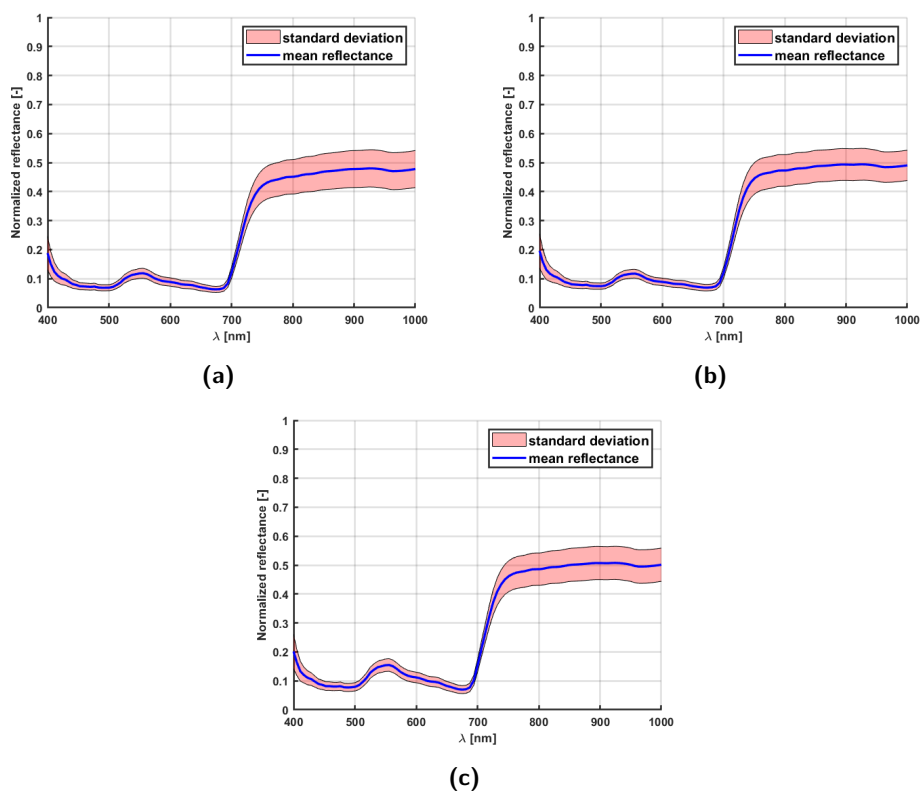 1
0.9
0.8
0.7
0.6
0.5
0.4
0.3
0.2
0.1
0
400 500 600 700 800 900 1000
λ [nm]
Normalized reflectance [-]
standard deviation
mean reflectance
(a)
1
0.9
0.8
0.7
0.6
0.5
0.4
0.3
0.2
0.1
0
400 500 600 700 800 900 1000
λ [nm]
Normalized reflectance [-]
standard deviation
mean reflectance
(b)
1
0.9
0.8
0.7
0.6
0.5
0.4
0.3
0.2
0.1
0
400 500 600 700 800 900 1000
λ [nm]
Normalized reflectance [-]
standard deviation
mean reflectance
(c)